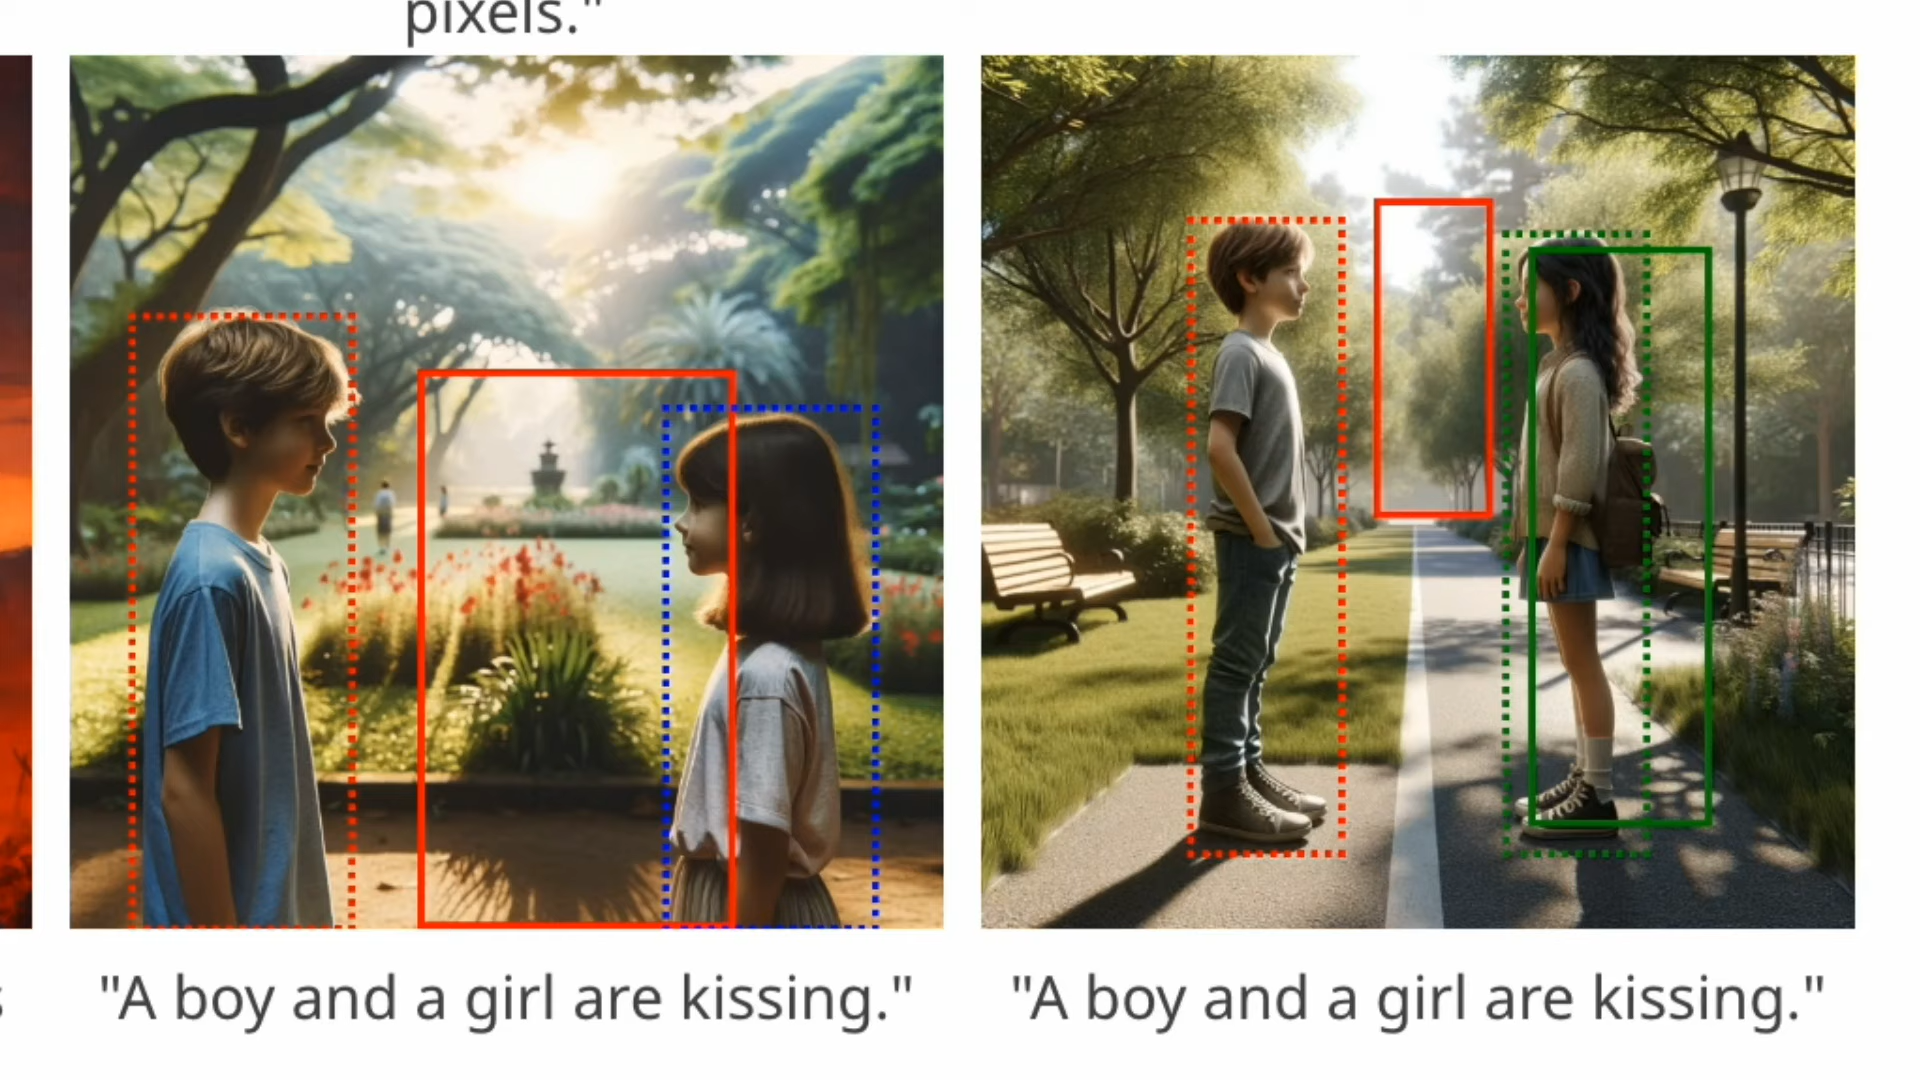 pixels."
"A boy and a girl are kissing."
"A boy and a girl are kissing."